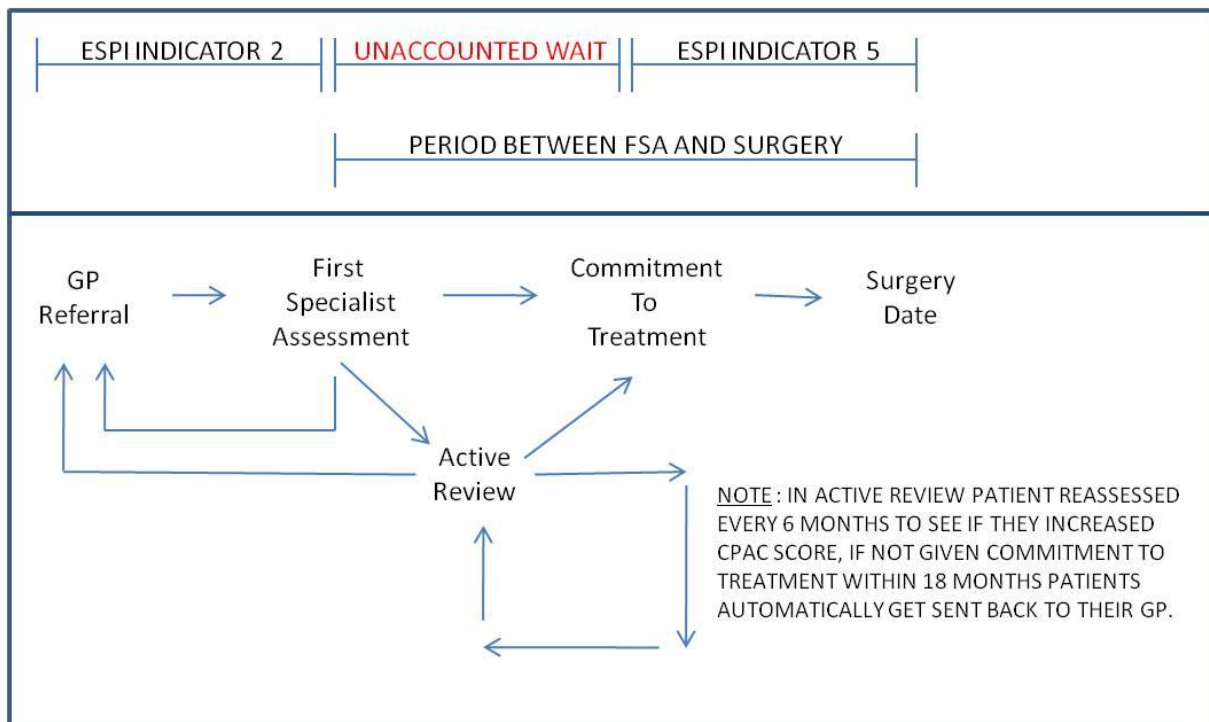 ESPI INDICATOR 2
UNACCOUNTED WAIT
ESPI INDICATOR 5
PERIOD BETWEEN FSA AND SURGERY
GP
Referral
First
Specialist
Assessment
Commitment
To
Treatment
Surgery
Date
Active
Review
NOTE : IN ACTIVE REVIEW PATIENT REASSESSED
EVERY 6 MONTHS TO SEE IF THEY INCREASED
CPAC SCORE, IF NOT GIVEN COMMITMENT TO
TREATMENT WITHIN 18 MONTHS PATIENTS
AUTOMATICALLY GET SENT BACK TO THEIR GP.